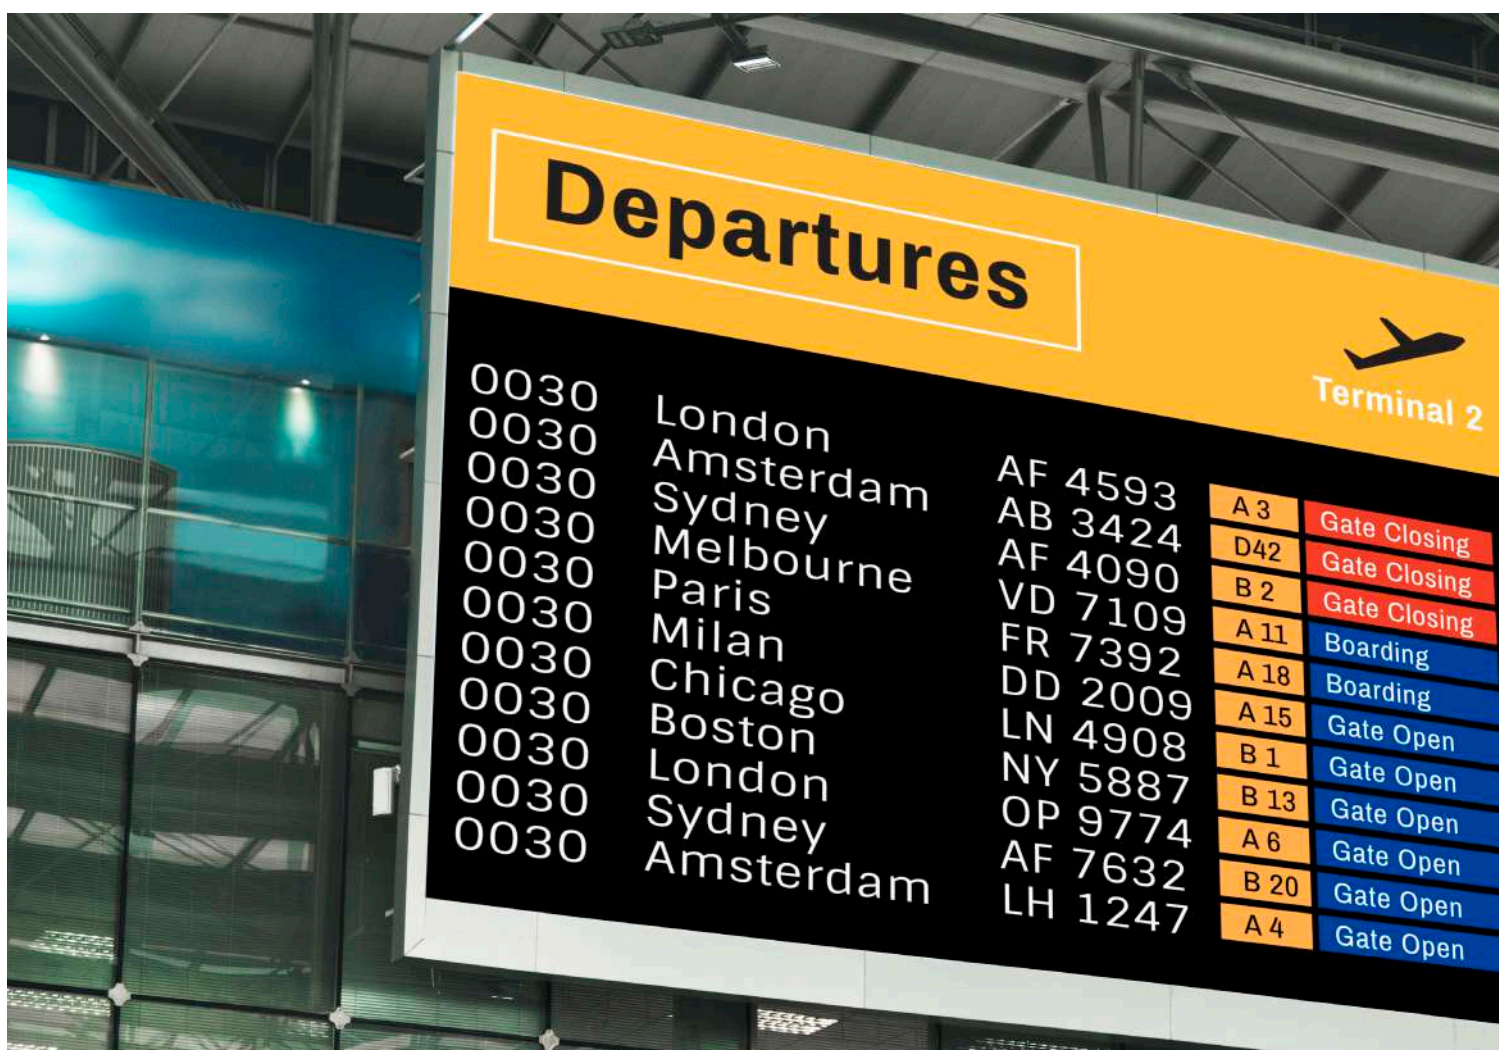 Departures
Terminal 2
0030 London AF 4593 A 3 Gate Closing
0030 Amsterdam AB 3424 D42 Gate Closing
0030 Sydney AF 4090 B 2 Gate Closing
0030 Melbourne VD 7109 A 11 Boarding
0030 Paris FR 7392 A 18 Boarding
0030 Milan DD 2009 A 15 Gate Open
0030 Chicago LN 4908 B 1 Gate Open
0030 Boston NY 5887 B 13 Gate Open
0030 London OP 9774 A 6 Gate Open
0030 Sydney AF 7632 B 20 Gate Open
0030 Amsterdam LH 1247 A 4 Gate Open